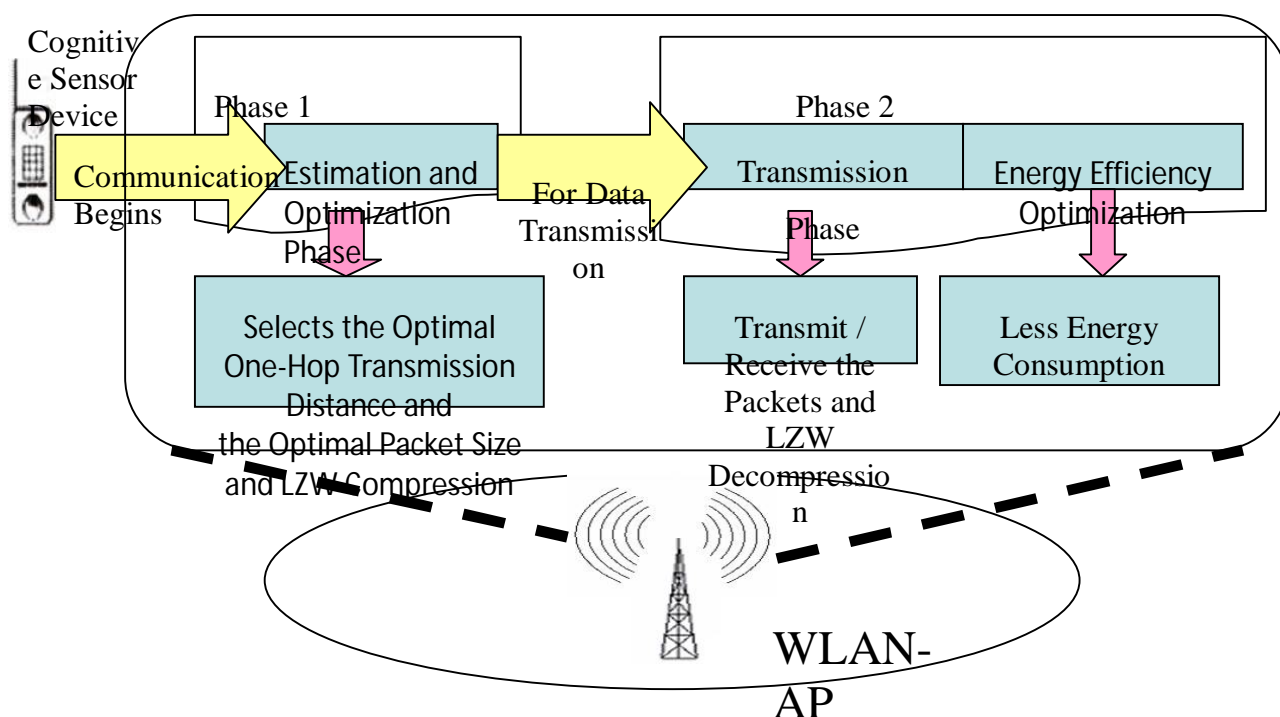 Cognitiv
e Sensor
Device
Phase 1
Phase 2
Communication
Begins
Estimation and
Optimization
Phase
For Data
Transmissi
on
Transmission
Phase
Energy Efficiency
Optimization
Selects the Optimal
One-Hop Transmission
Distance and
the Optimal Packet Size
and LZW Compression
Transmit /
Receive the
Packets and
LZW
Decompressio
n
Less Energy
Consumption
WLAN-
AP